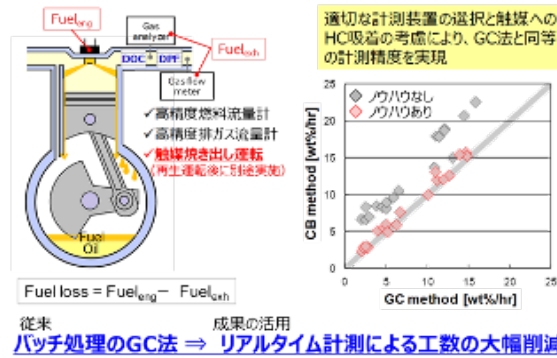 Fuel_eng
Gas
analyzer
Fuel_exh
DOC
DPF
Gas flow
meter
✓高精度燃料流量計
✓高精度排ガス流量計
✓触媒焼き出し運転
(再生運転後に別途実施)
Fuel
Oil
Fuel loss = Fuel_eng − Fuel_exh
適切な計測装置の選択と触媒への
HC吸着の考慮により、GC法と同等
の計測精度を実現
CB method [wt%/hr]
25
20
15
10
5
0
ノウハウなし
ノウハウあり
0 5 10 15 20 25
GC method [wt%/hr]
従来 成果の活用
バッチ処理のGC法 ⇒ リアルタイム計測による工数の大幅削減